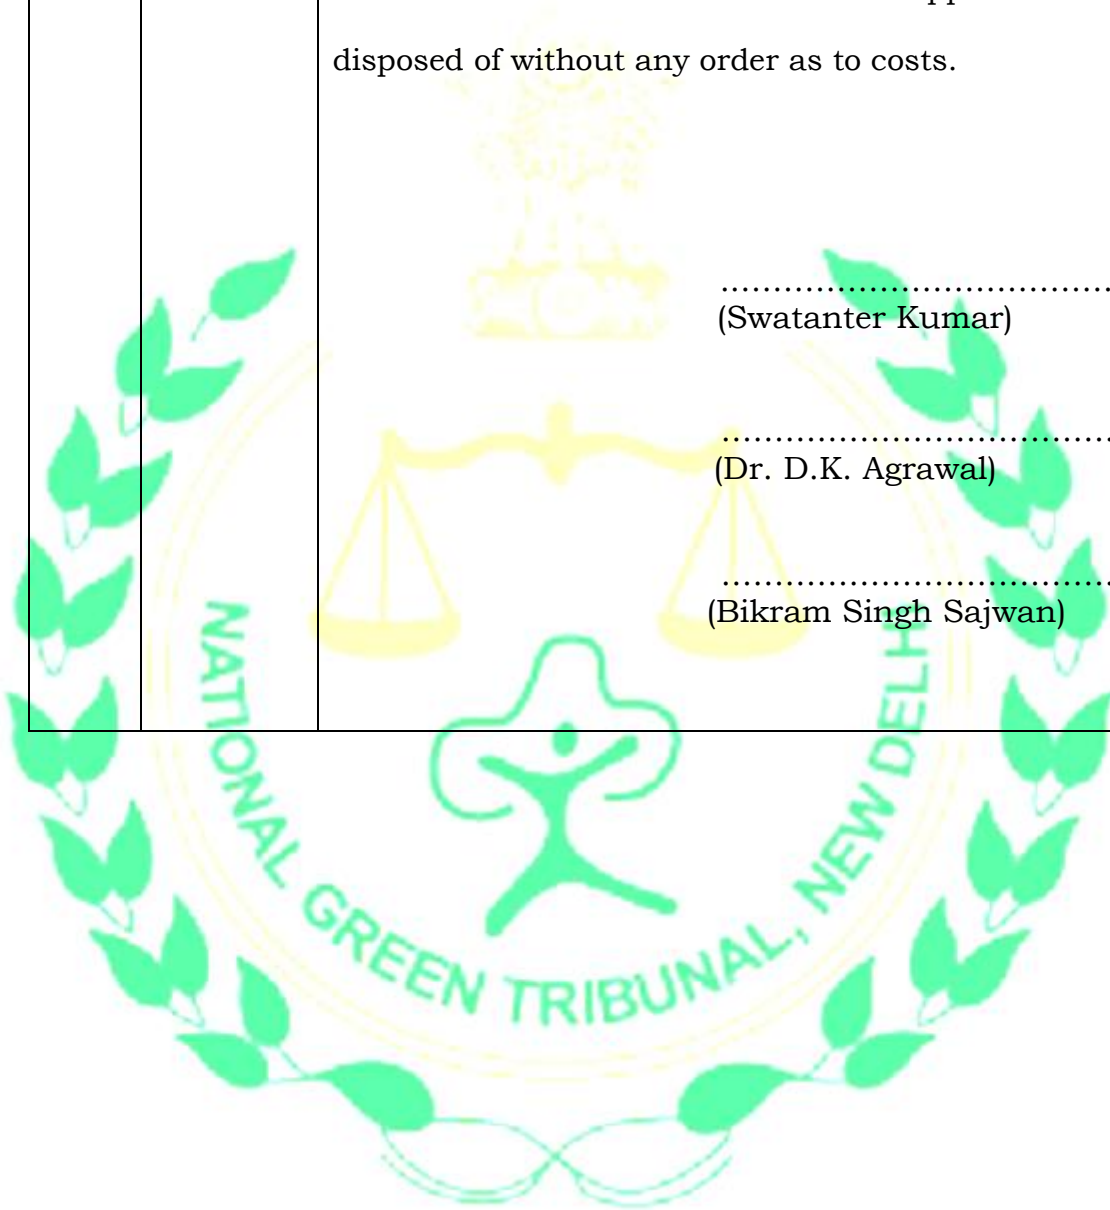 disposed of without any order as to costs.
………………………………
(Swatanter Kumar)
………………………………
(Dr. D.K. Agrawal)
………………………………
(Bikram Singh Sajwan)
NATIONAL GREEN TRIBUNAL, NEW DELHI